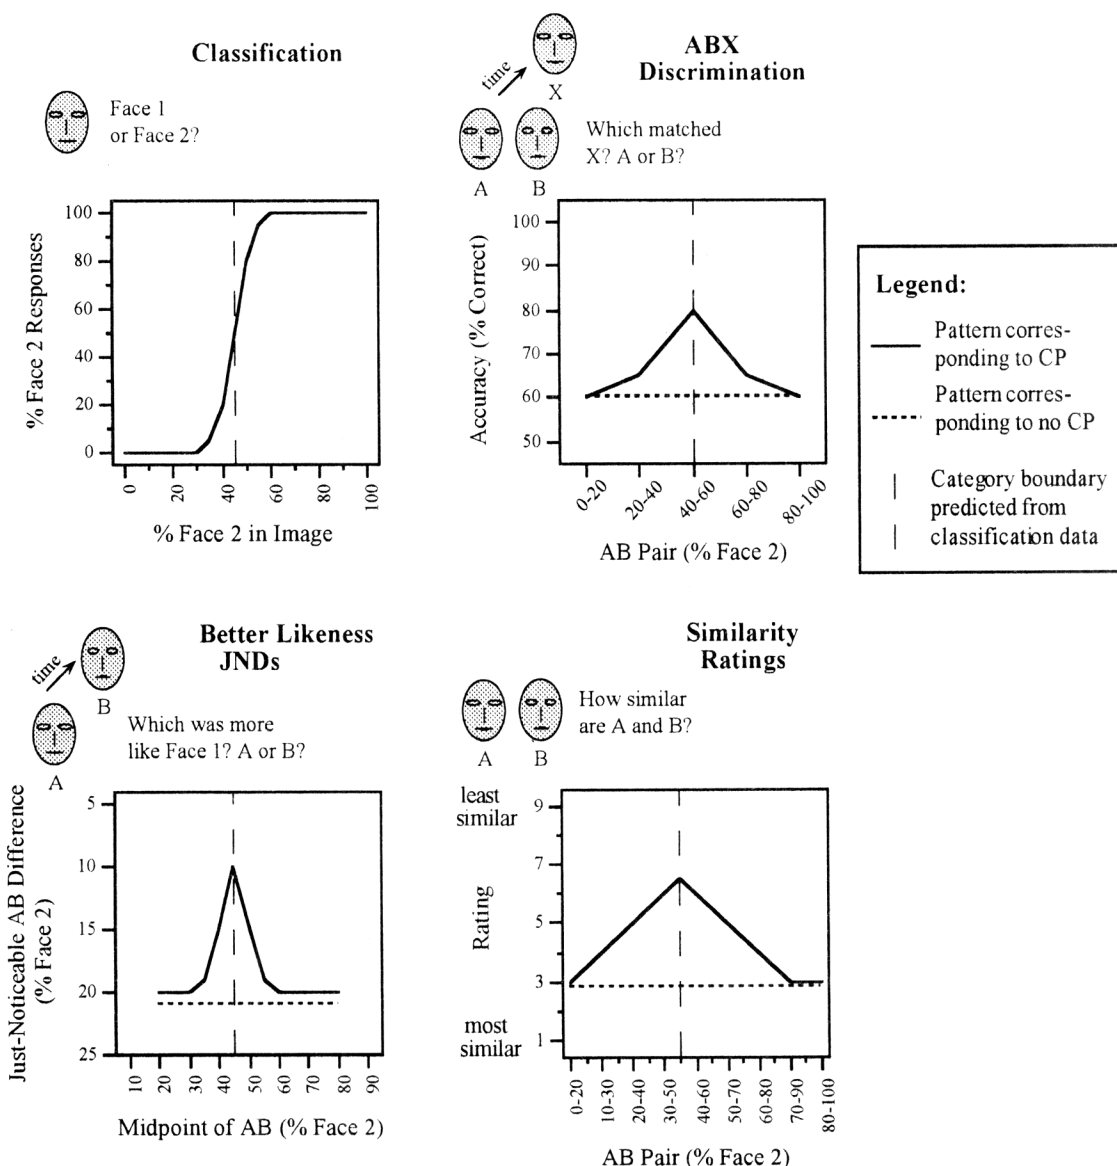 Classification
Face 1
or Face 2?
% Face 2 Responses
100
80
60
40
20
0
0
20
40
60
80
100
% Face 2 in Image
ABX
Discrimination
time
X
A
B
Which matched
X? A or B?
Accuracy (% Correct)
100
90
80
70
60
50
0-20
20-40
40-60
60-80
80-100
AB Pair (% Face 2)
Legend:
Pattern corres-
ponding to CP
Pattern corres-
ponding to no CP
Category boundary
predicted from
classification data
Better Likeness
JNDs
time
B
A
Which was more
like Face 1? A or B?
Just-Noticeable AB Difference
(% Face 2)
5
10
15
20
25
10
20
30
40
50
60
70
80
90
Midpoint of AB (% Face 2)
Similarity
Ratings
A
B
How similar
are A and B?
least
similar
Rating
most
similar
9
7
5
3
1
0-20
10-30
20-40
30-50
40-60
50-70
60-80
70-90
80-100
AB Pair (% Face 2)